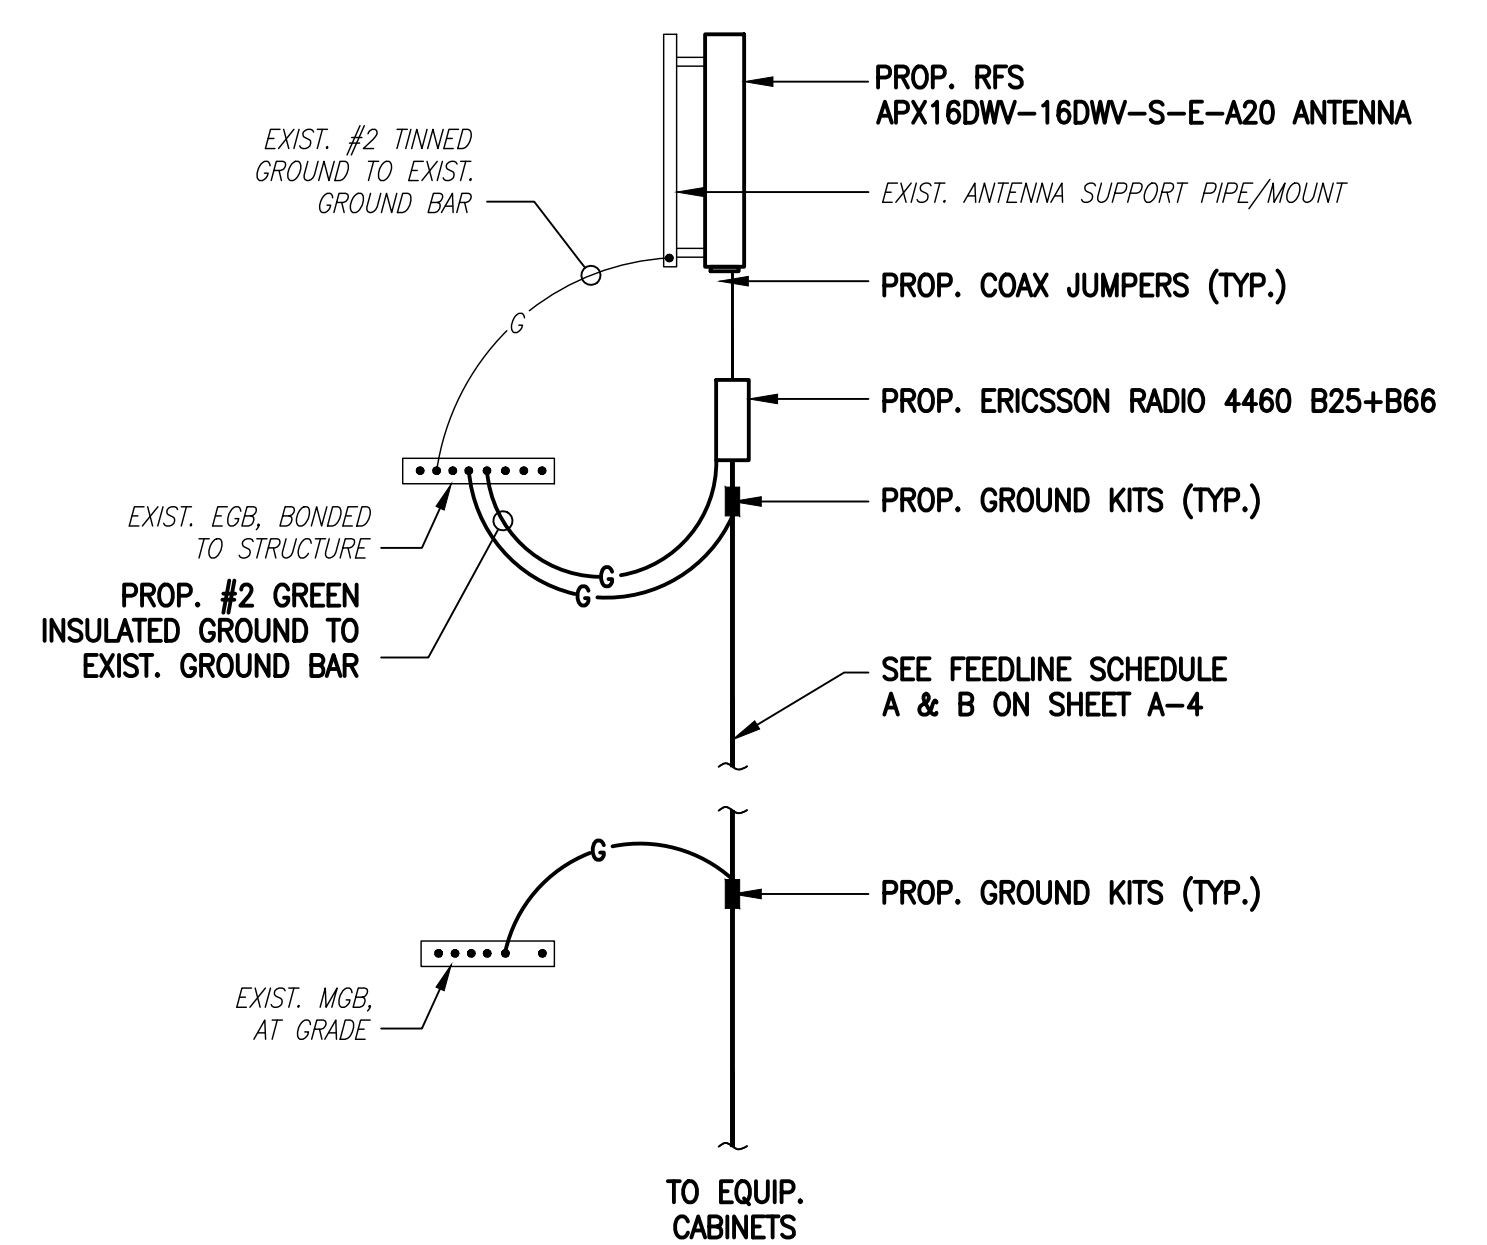 PROP. RFS
APX16DWV-16DWV-S-E-A20 ANTENNA
EXIST. #2 TINNED
GROUND TO EXIST.
GROUND BAR
EXIST. ANTENNA SUPPORT PIPE/MOUNT
PROP. COAX JUMPERS (TYP.)
G
PROP. ERICSSON RADIO 4460 B25+B66
PROP. GROUND KITS (TYP.)
EXIST. EGB, BONDED
TO STRUCTURE
G
G
PROP. #2 GREEN
INSULATED GROUND TO
EXIST. GROUND BAR
SEE FEEDLINE SCHEDULE
A & B ON SHEET A-4
G
PROP. GROUND KITS (TYP.)
EXIST. MGB,
AT GRADE
TO EQUIP.
CABINETS